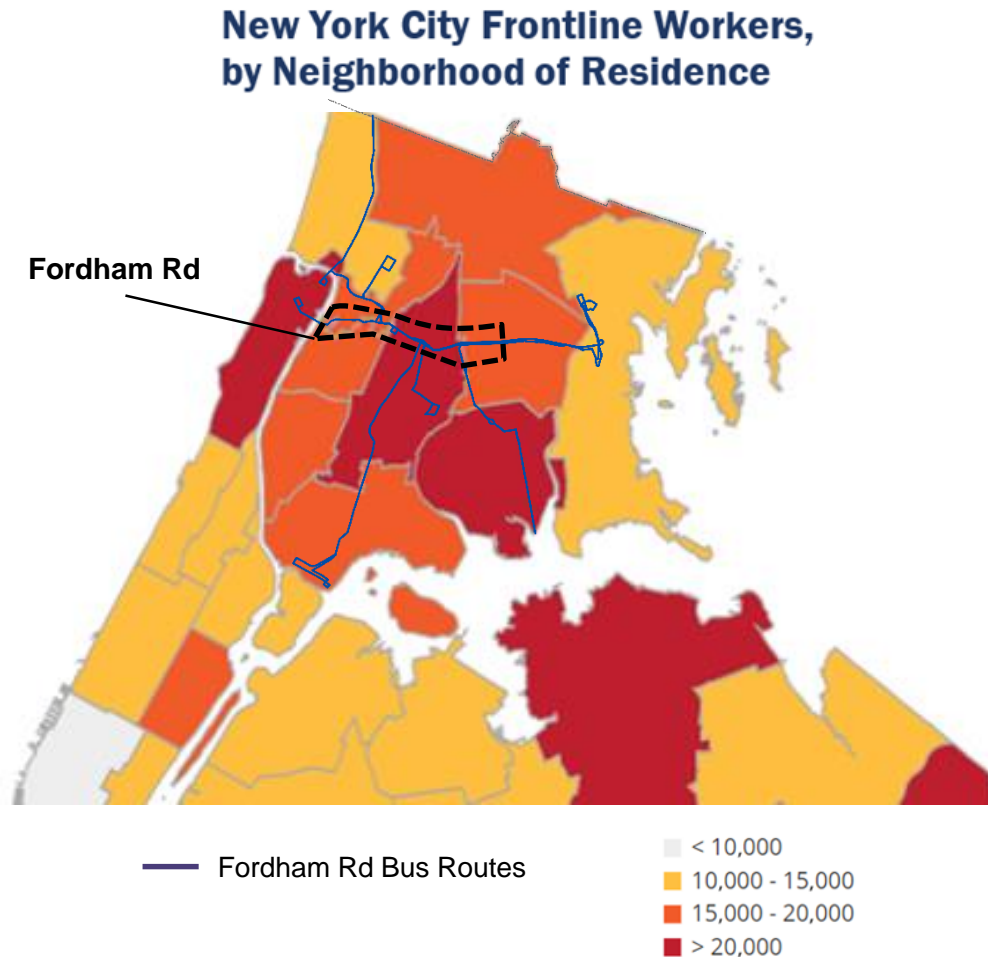 New York City Frontline Workers,
by Neighborhood of Residence
Fordham Rd
Fordham Rd Bus Routes
< 10,000
10,000 - 15,000
15,000 - 20,000
> 20,000